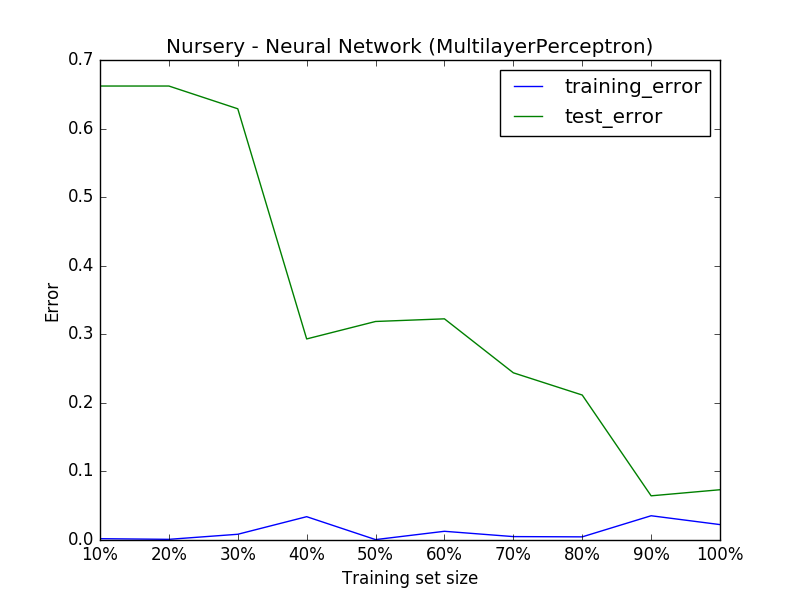 Nursery - Neural Network (MultilayerPerceptron)
training_error
test_error
0.7
0.6
0.5
0.4
0.3
0.2
0.1
0.0
Error
10% 20% 30% 40% 50% 60% 70% 80% 90% 100%
Training set size